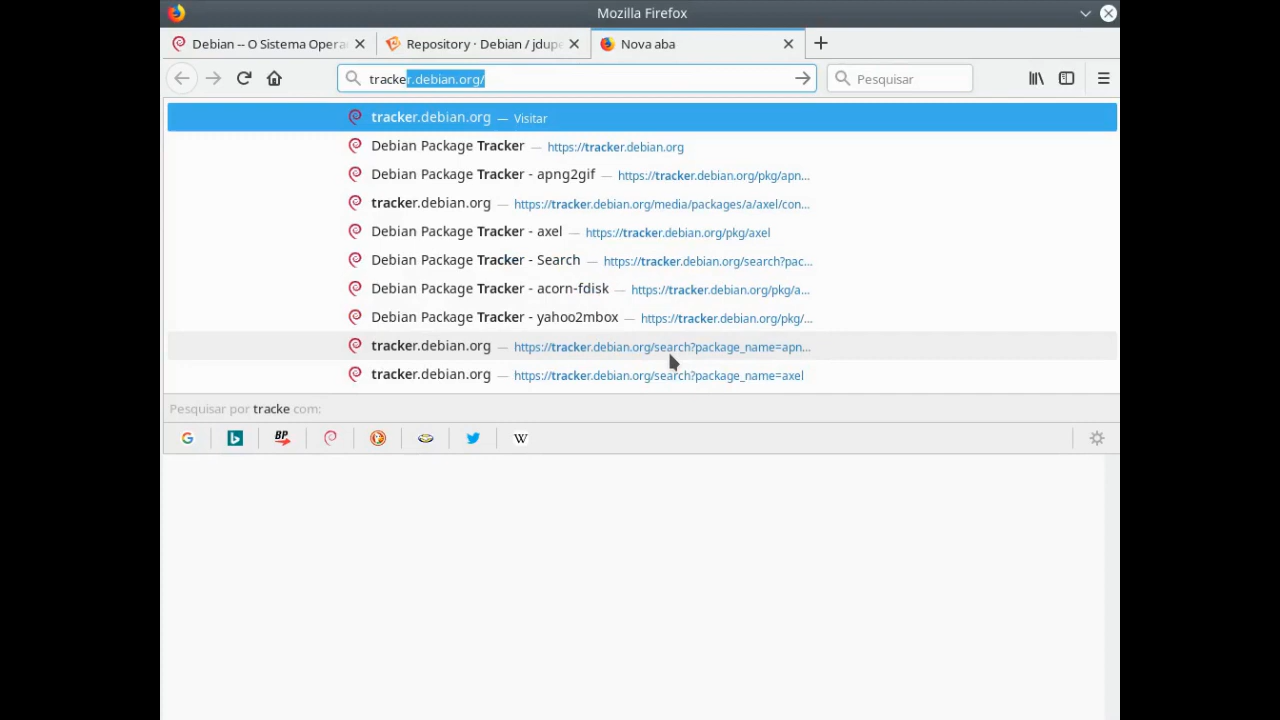 Mozilla Firefox
Debian -- O Sistema Opera
Repository · Debian / jdupe
Nova aba
tracker.debian.org/
Pesquisar
tracker.debian.org — Visitar
Debian Package Tracker — https://tracker.debian.org
Debian Package Tracker - apng2gif — https://tracker.debian.org/pkg/apn...
tracker.debian.org — https://tracker.debian.org/media/packages/a/axel/con...
Debian Package Tracker - axel — https://tracker.debian.org/pkg/axel
Debian Package Tracker - Search — https://tracker.debian.org/search?pac...
Debian Package Tracker - acorn-fdisk — https://tracker.debian.org/pkg/a...
Debian Package Tracker - yahoo2mbox — https://tracker.debian.org/pkg/...
tracker.debian.org — https://tracker.debian.org/search?package_name=apn...
tracker.debian.org — https://tracker.debian.org/search?package_name=axel
Pesquisar por tracke com:
G
b
BP
W